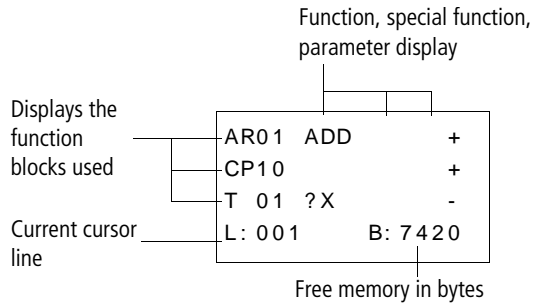 Function, special function,
parameter display
Displays the
function
blocks used
AR01 ADD +
CP10 +
T 01 ?X -
Current cursor
line
L: 001 B: 7420
Free memory in bytes